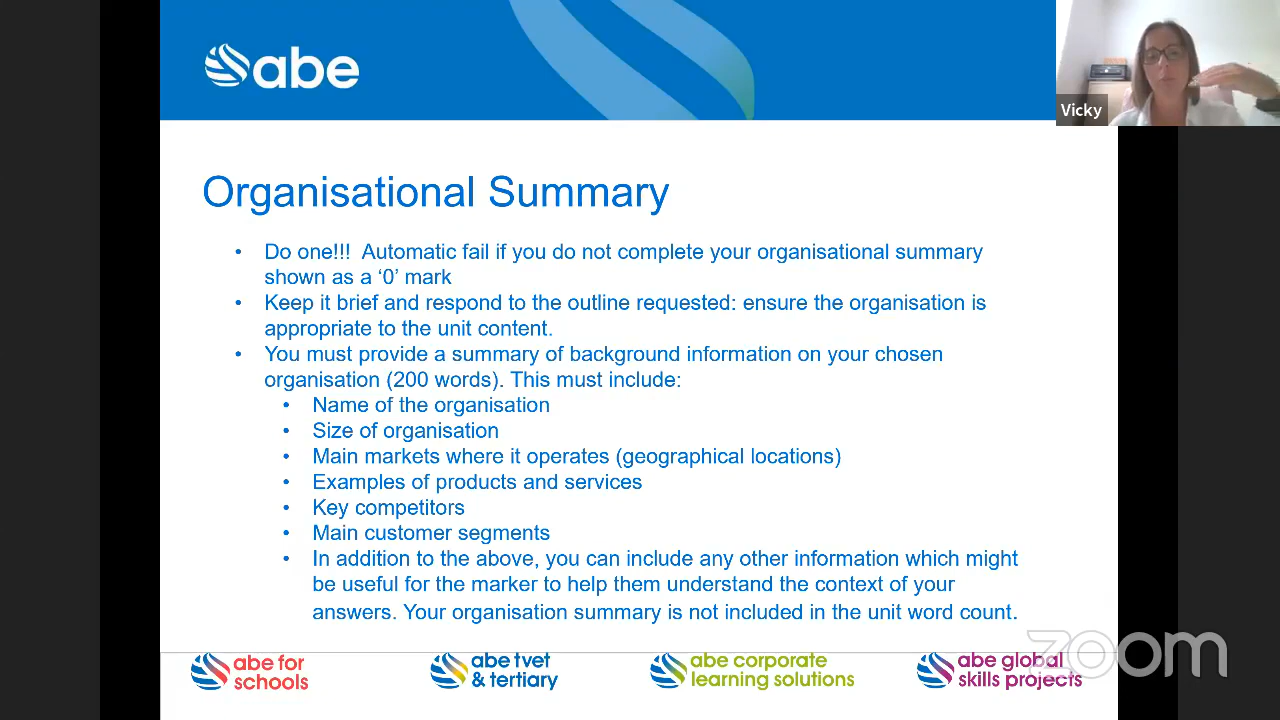 abe
Vicky
Organisational Summary
• Do one!!! Automatic fail if you do not complete your organisational summary
shown as a ‘0’ mark
• Keep it brief and respond to the outline requested: ensure the organisation is
appropriate to the unit content.
• You must provide a summary of background information on your chosen
organisation (200 words). This must include:
• Name of the organisation
• Size of organisation
• Main markets where it operates (geographical locations)
• Examples of products and services
• Key competitors
• Main customer segments
• In addition to the above, you can include any other information which might
be useful for the marker to help them understand the context of your
answers. Your organisation summary is not included in the unit word count.
abe for
schools
abe tvet
& tertiary
abe corporate
learning solutions
abe global
skills projects
zoom